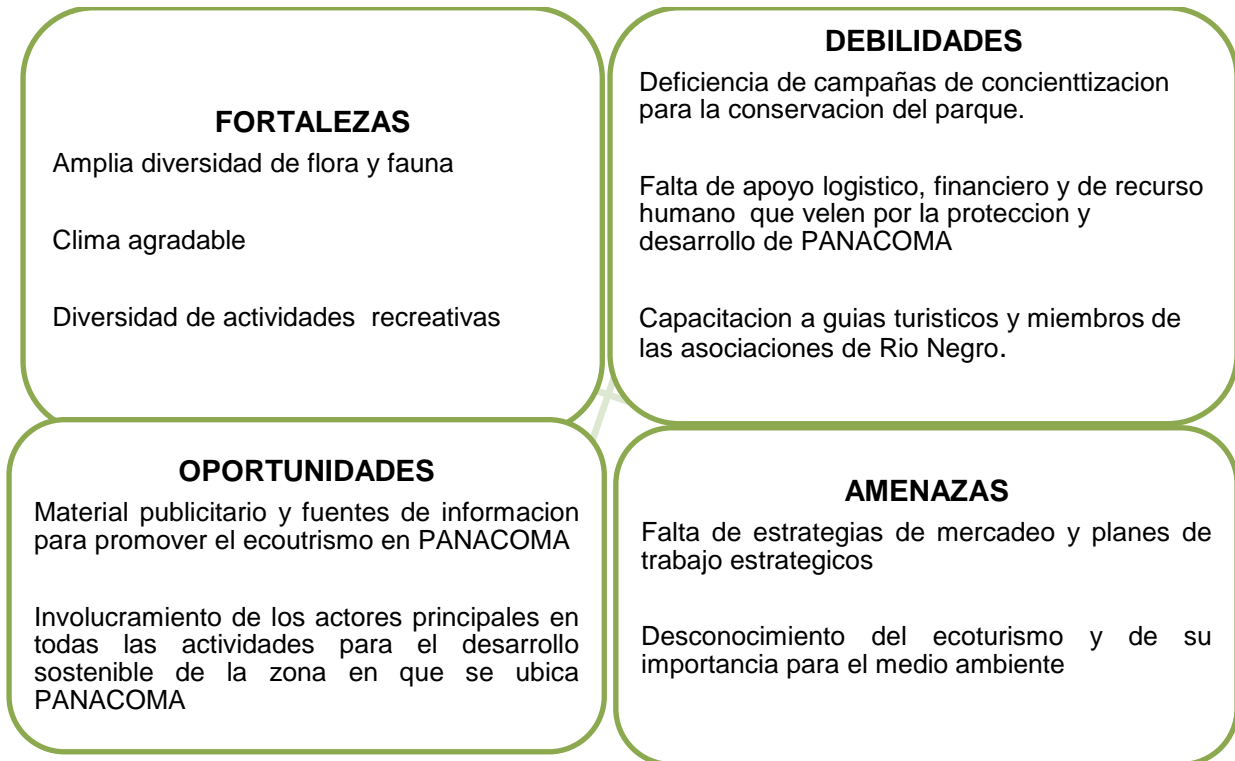 FORTALEZAS
Amplia diversidad de flora y fauna
Clima agradable
Diversidad de actividades recreativas
DEBILIDADES
Deficiencia de campañas de concienttizacion
para la conservacion del parque.
Falta de apoyo logistico, financiero y de recurso
humano que velen por la proteccion y
desarrollo de PANACOMA
Capacitacion a guias turisticos y miembros de
las asociaciones de Rio Negro.
OPORTUNIDADES
Material publicitario y fuentes de informacion
para promover el ecoutrismo en PANACOMA
Involucramiento de los actores principales en
todas las actividades para el desarrollo
sostenible de la zona en que se ubica
PANACOMA
AMENAZAS
Falta de estrategias de mercadeo y planes de
trabajo estrategicos
Desconocimiento del ecoturismo y de su
importancia para el medio ambiente